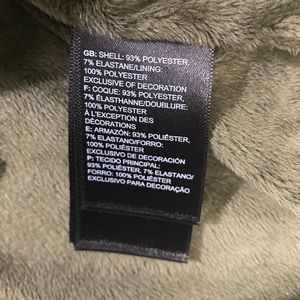 GB: SHELL: 93% POLYESTER,
7% ELASTANE/LINING:
100% POLYESTER
EXCLUSIVE OF DECORATION
F: COQUE: 93% POLYESTER,
7% ÉLASTHANNE/DOUBLURE:
100% POLYESTER
À L'EXCEPTION DES
DÉCORATIONS
E: ARMAZÓN: 93% POLIÉSTER,
7% ELASTANO/FORRO:
100% POLIÉSTER
EXCLUSIVO DE DECORACIÓN
P: TECIDO PRINCIPAL:
93% POLIÉSTER, 7% ELASTANO/
FORRO: 100% POLIÉSTER
EXCLUSIVO PARA DECORAÇÃO